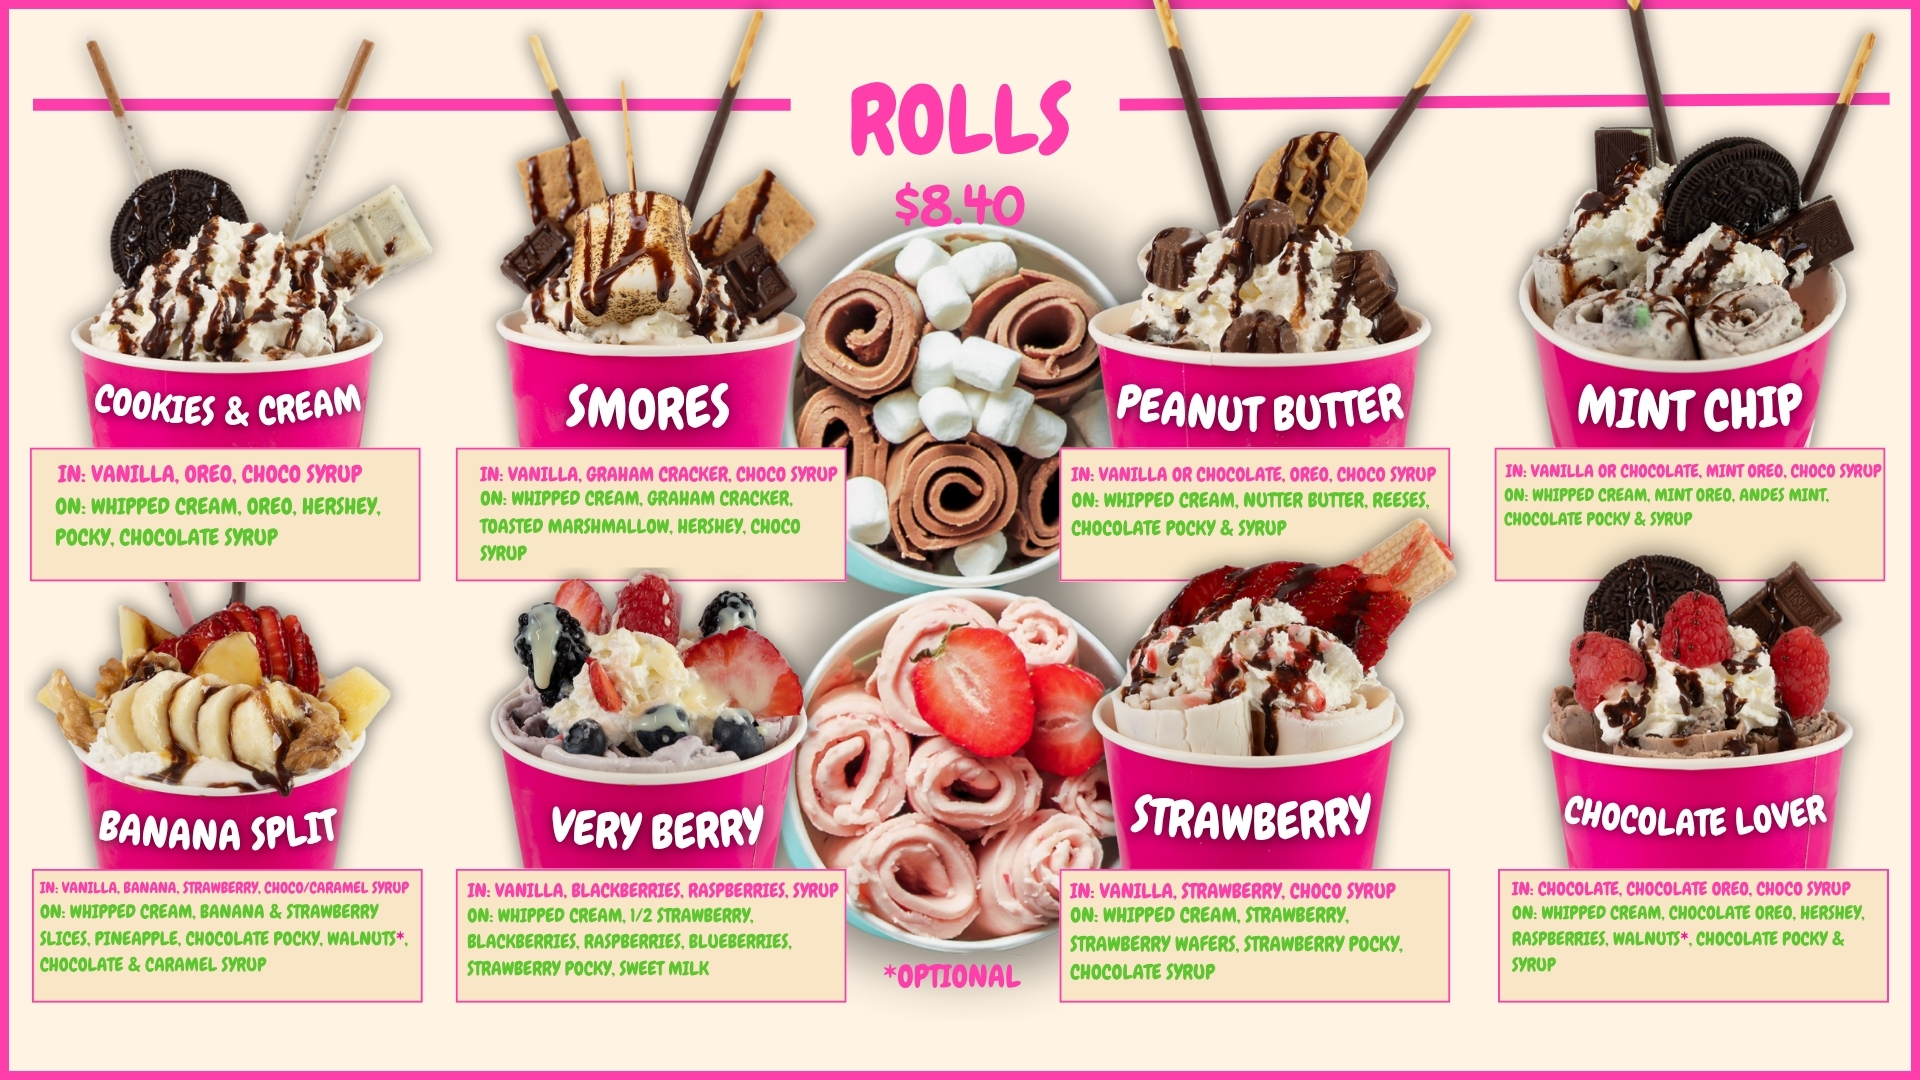 ROLLS
$8.40
COOKIES & CREAM
IN: VANILLA, OREO, CHOCO SYRUP
ON: WHIPPED CREAM, OREO, HERSHEY,
POCKY, CHOCOLATE SYRUP
SMORES
IN: VANILLA, GRAHAM CRACKER, CHOCO SYRUP
ON: WHIPPED CREAM, GRAHAM CRACKER,
TOASTED MARSHMALLOW, HERSHEY, CHOCO
SYRUP
PEANUT BUTTER
IN: VANILLA OR CHOCOLATE, OREO, CHOCO SYRUP
ON: WHIPPED CREAM, NUTTER BUTTER, REESES,
CHOCOLATE POCKY & SYRUP
MINT CHIP
IN: VANILLA OR CHOCOLATE, MINT OREO, CHOCO SYRUP
ON: WHIPPED CREAM, MINT OREO, ANDES MINT,
CHOCOLATE POCKY & SYRUP
BANANA SPLIT
IN: VANILLA, BANANA, STRAWBERRY, CHOCO/CARAMEL SYRUP
ON: WHIPPED CREAM, BANANA & STRAWBERRY
SLICES, PINEAPPLE, CHOCOLATE POCKY, WALNUTS*,
CHOCOLATE & CARAMEL SYRUP
VERY BERRY
IN: VANILLA, BLACKBERRIES, RASPBERRIES, SYRUP
ON: WHIPPED CREAM, 1/2 STRAWBERRY,
BLACKBERRIES, RASPBERRIES, BLUEBERRIES,
STRAWBERRY POCKY, SWEET MILK
STRAWBERRY
IN: VANILLA, STRAWBERRY, CHOCO SYRUP
ON: WHIPPED CREAM, STRAWBERRY,
STRAWBERRY WAFERS, STRAWBERRY POCKY,
CHOCOLATE SYRUP
CHOCOLATE LOVER
IN: CHOCOLATE, CHOCOLATE OREO, CHOCO SYRUP
ON: WHIPPED CREAM, CHOCOLATE OREO, HERSHEY,
RASPBERRIES, WALNUTS*, CHOCOLATE POCKY &
SYRUP
*OPTIONAL